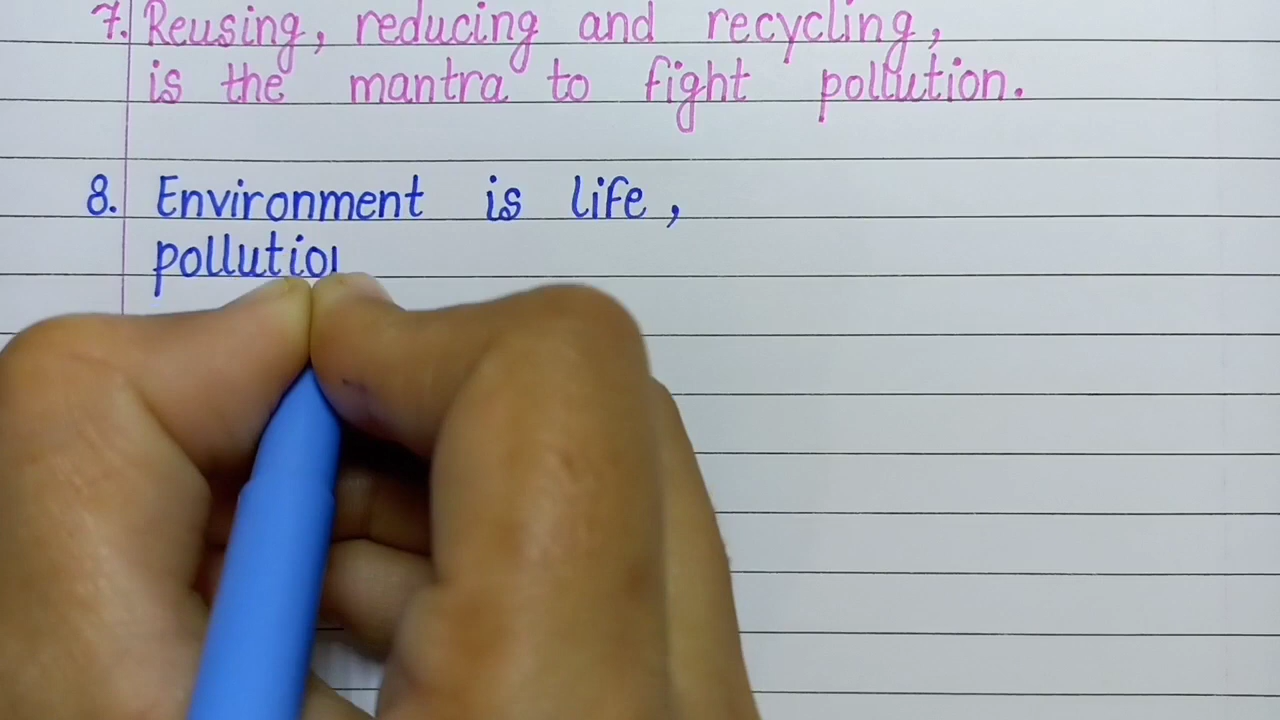 7. Reusing, reducing and recycling,
is the mantra to fight pollution.
8. Environment is life,
pollutio